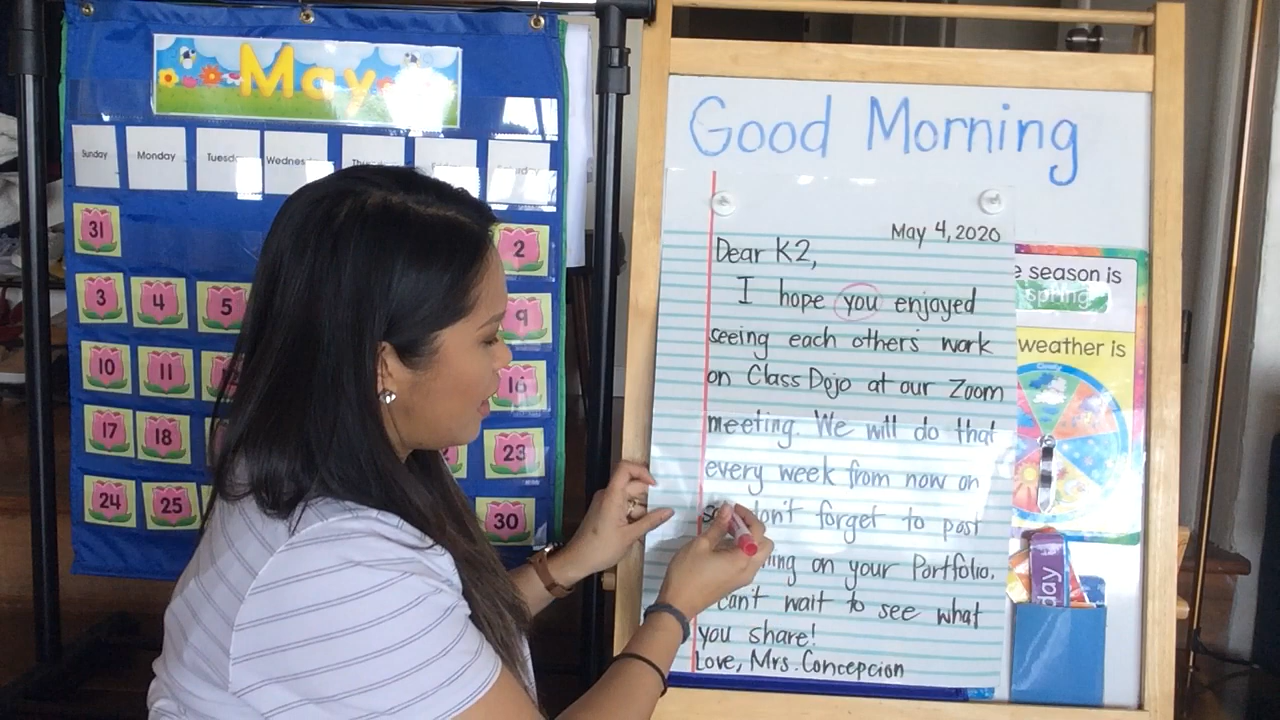 May
Sunday Monday
31 2
3 4 5 9
10 11 16
17 18 23
24 25 30
Good Morning
May 4, 2020
Dear K2,
I hope you enjoyed
seeing each others work
on Class Dojo at our Zoom
meeting. We will do that
every week from now on
don't forget to post
on your Portfolio.
can't wait to see what
you share!
Love, Mrs. Concepcion
season is
spring
weather is
day